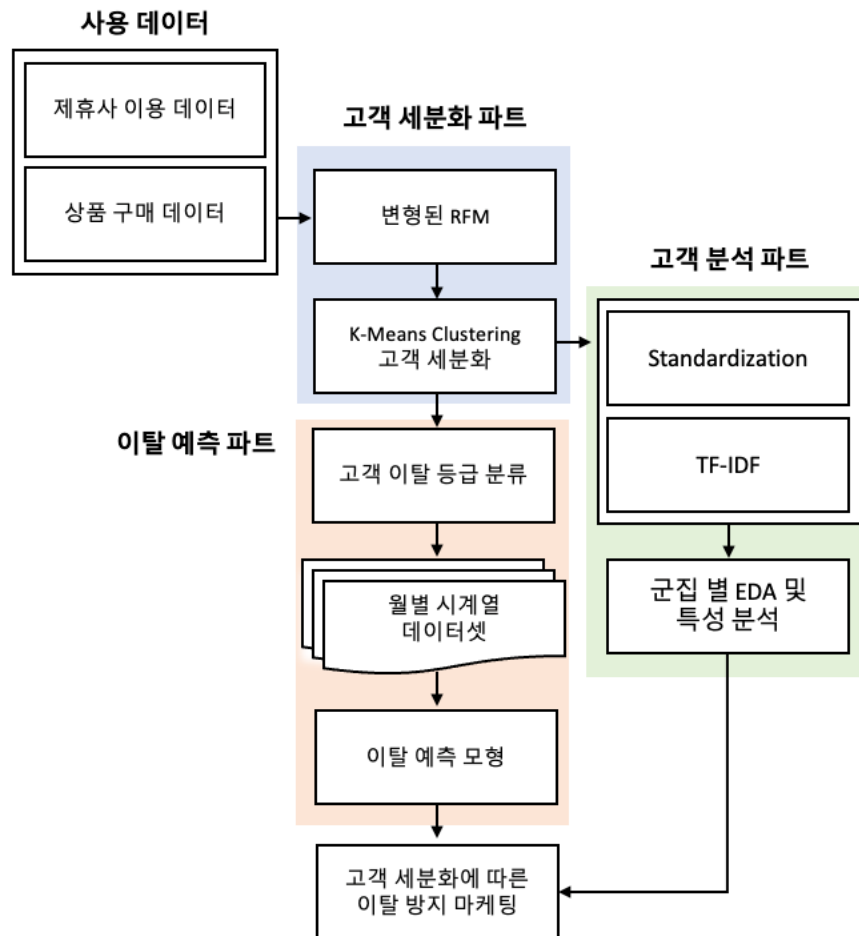 사용 데이터
제휴사 이용 데이터
상품 구매 데이터
고객 세분화 파트
변형된 RFM
K-Means Clustering
고객 세분화
고객 분석 파트
Standardization
TF-IDF
군집 별 EDA 및
특성 분석
이탈 예측 파트
고객 이탈 등급 분류
월별 시계열
데이터셋
이탈 예측 모형
고객 세분화에 따른
이탈 방지 마케팅